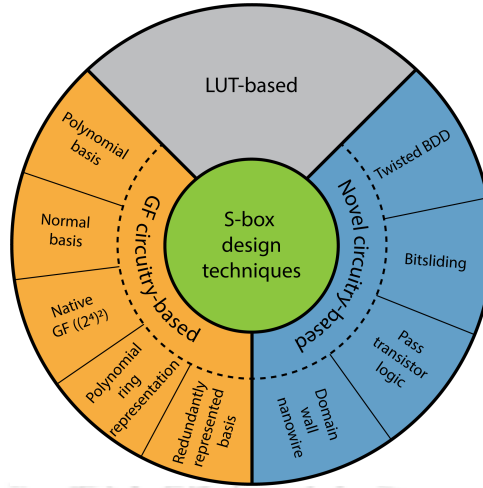 LUT-based
Polynomial
basis
Normal
basis
Native
GF ((2⁴)²)
Polynomial
ring
representation
Redundantly
represented
basis
GF circuitry-based
S-box
design
techniques
Novel circuitry-based
Twisted BDD
Bitsliding
Pass
transistor
logic
Domain
wall
nanowire